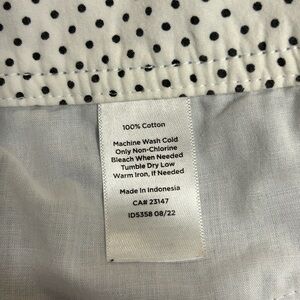 100% Cotton
Machine Wash Cold
Only Non-Chlorine
Bleach When Needed
Tumble Dry Low
Warm Iron, If Needed
Made In Indonesia
CA# 23147
ID5358 08/22